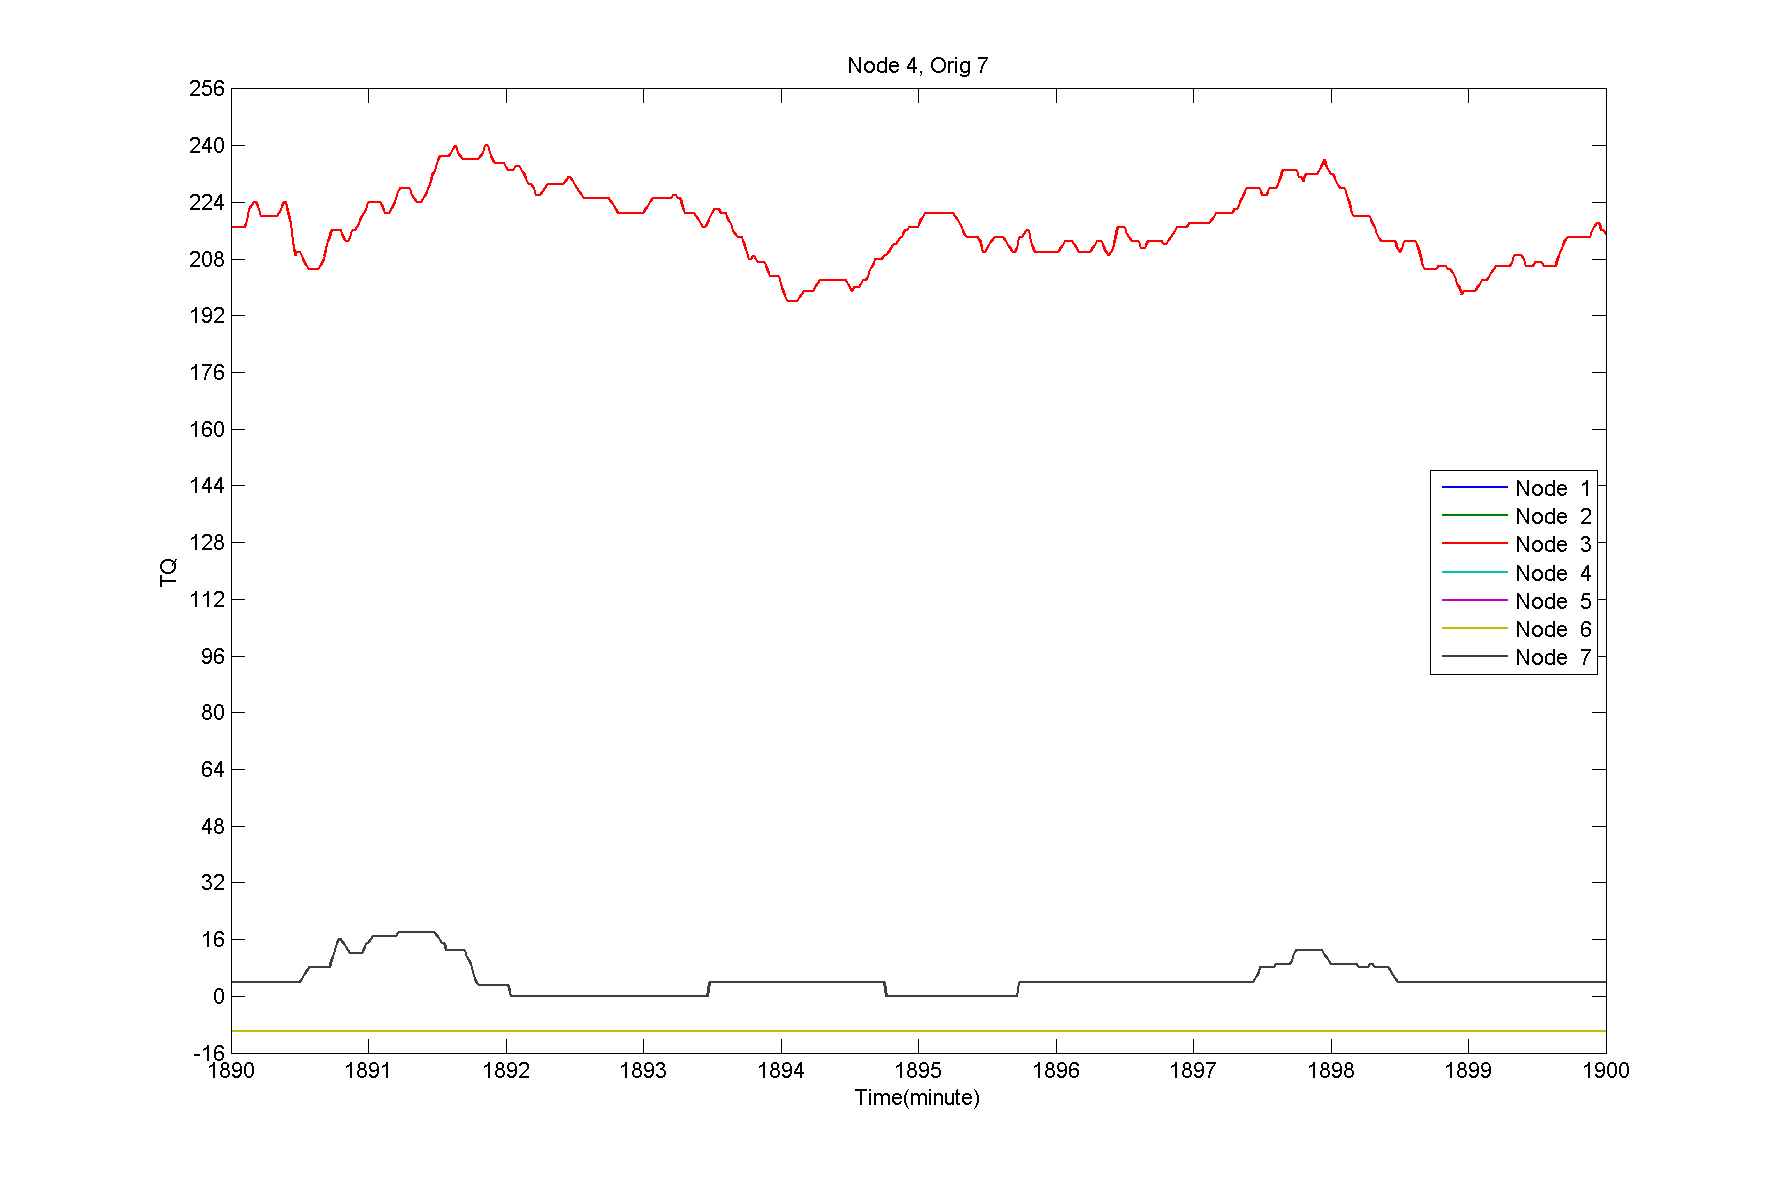 Node 4, Orig 7
256
240
224
208
192
176
160
144
128
112
96
80
64
48
32
16
0
-16
TQ
Node 1
Node 2
Node 3
Node 4
Node 5
Node 6
Node 7
1890 1891 1892 1893 1894 1895 1896 1897 1898 1899 1900
Time(minute)